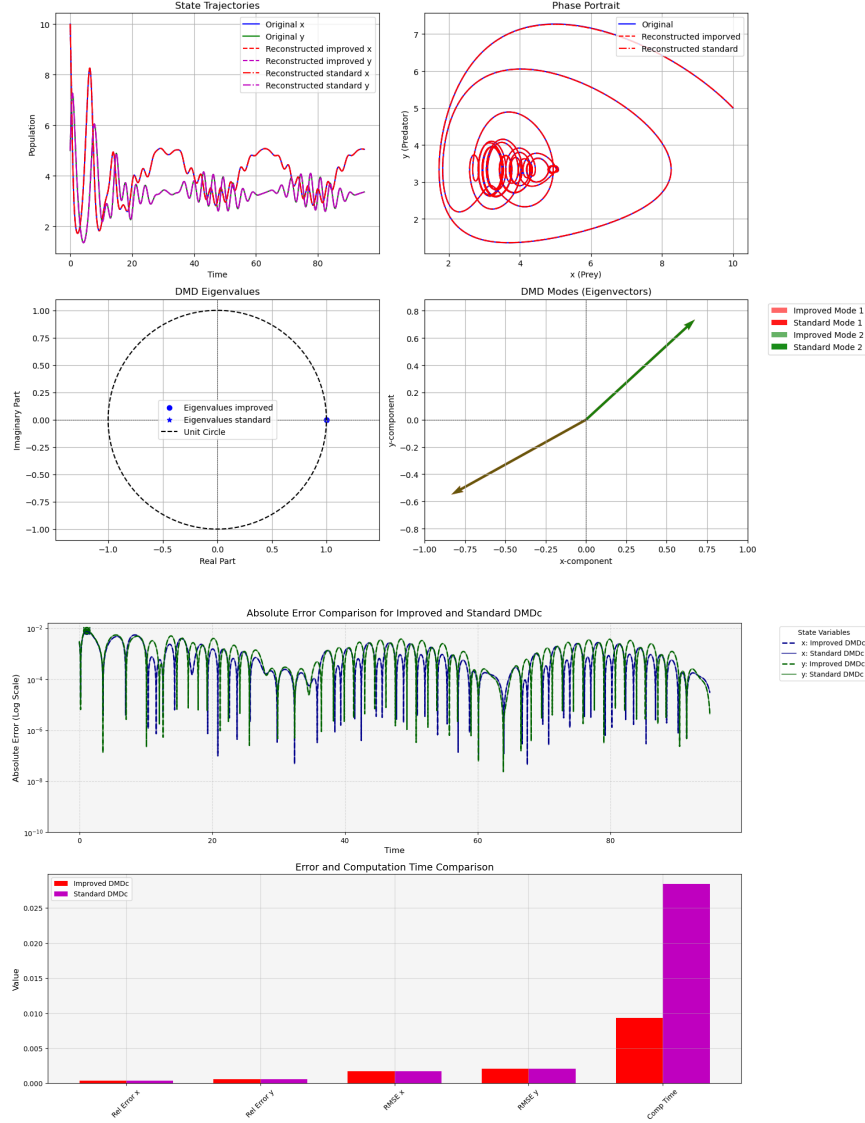 State Trajectories
Original x
Original y
Reconstructed improved x
Reconstructed improved y
Reconstructed standard x
Reconstructed standard y
Population
10
8
6
4
2
0 20 40 60 80
Time
Phase Portrait
Original
Reconstructed imporved
Reconstructed standard
y (Predator)
7
6
5
4
3
2
2 4 6 8 10
x (Prey)
DMD Eigenvalues
Imaginary Part
1.00
0.75
0.50
0.25
0.00
−0.25
−0.50
−0.75
−1.00
Eigenvalues improved
Eigenvalues standard
Unit Circle
−1.0 −0.5 0.0 0.5 1.0
Real Part
DMD Modes (Eigenvectors)
y-component
0.8
0.6
0.4
0.2
0.0
−0.2
−0.4
−0.6
−0.8
−1.00 −0.75 −0.50 −0.25 0.00 0.25 0.50 0.75 1.00
x-component
Improved Mode 1
Standard Mode 1
Improved Mode 2
Standard Mode 2
Absolute Error Comparison for Improved and Standard DMDc
Absolute Error (Log Scale)
10−2
10−4
10−6
10−8
10−10
0 20 40 60 80
Time
State Variables
x: Improved DMDc
x: Standard DMDc
y: Improved DMDc
y: Standard DMDc
Error and Computation Time Comparison
Improved DMDc
Standard DMDc
Value
0.025
0.020
0.015
0.010
0.005
0.000
Rel Error x
Rel Error y
RMSE x
RMSE y
Comp Time